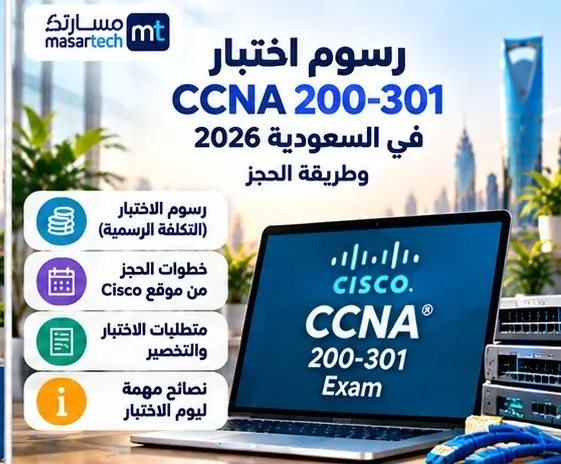 مسارتك
masartech
mt
رسوم اختبار
CCNA 200-301
في السعودية 2026
وطريقة الحجز
رسوم الاختبار
(التكلفة الرسمية)
خطوات الحجز
من موقع Cisco
متطلبات الاختبار
والتخصير
نصائح مهمة
ليوم الاختبار
CISCO.
CCNA®
200-301
Exam